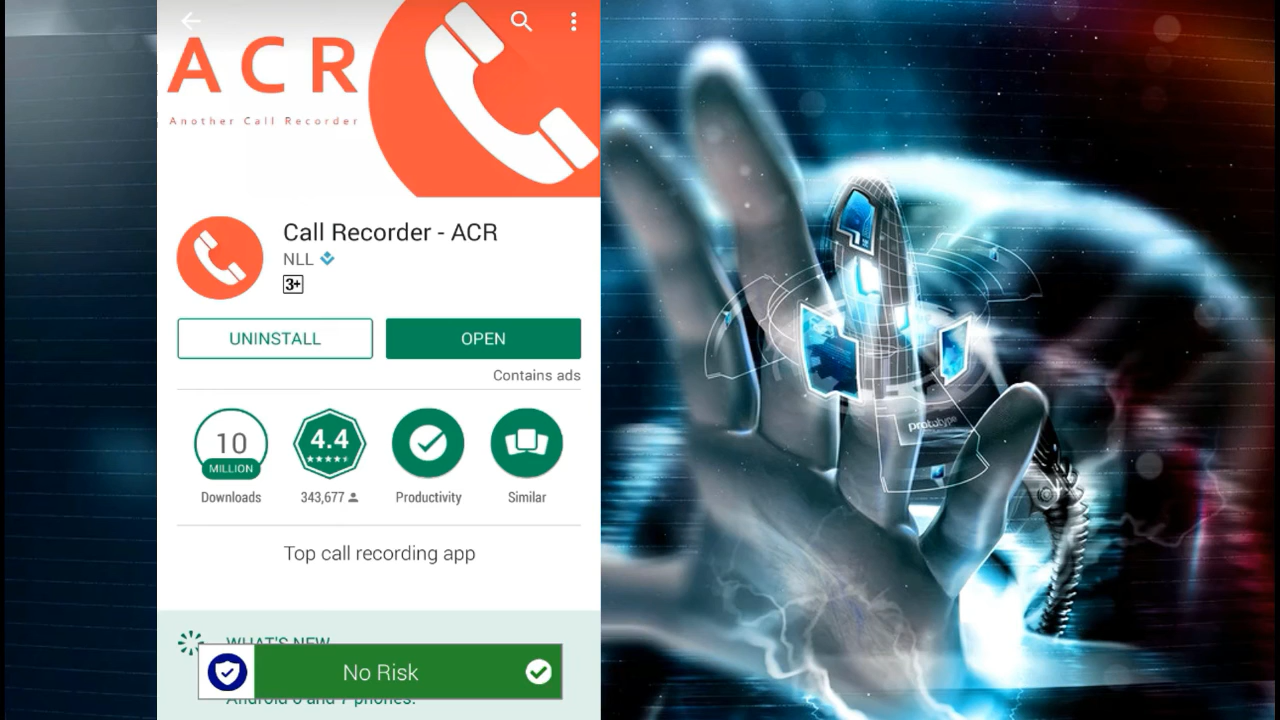 ACR
Another Call Recorder
Call Recorder - ACR
NLL
3+
UNINSTALL
OPEN
Contains ads
10
MILLION
4.4
Downloads
343,677
Productivity
Similar
Top call recording app
WHAT'S NEW
No Risk
Android 6 and 7 phones.
prototype